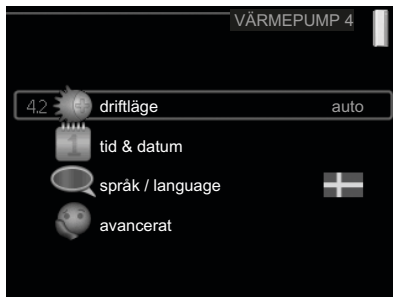 VÄRMEPUMP 4
4.2 driftläge auto
tid & datum
1
språk / language
avancerat